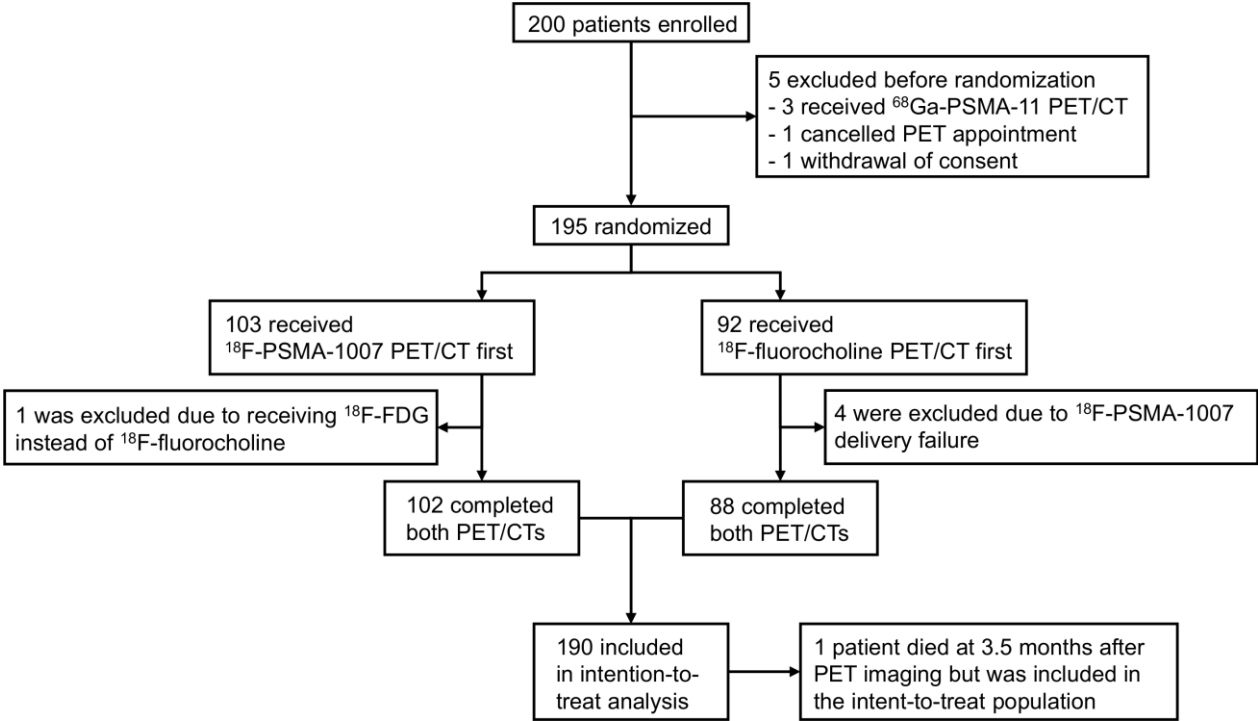 200 patients enrolled
5 excluded before randomization
- 3 received ⁶⁸Ga-PSMA-11 PET/CT
- 1 cancelled PET appointment
- 1 withdrawal of consent
195 randomized
103 received
¹⁸F-PSMA-1007 PET/CT first
92 received
¹⁸F-fluorocholine PET/CT first
1 was excluded due to receiving ¹⁸F-FDG
instead of ¹⁸F-fluorocholine
4 were excluded due to ¹⁸F-PSMA-1007
delivery failure
102 completed
both PET/CTs
88 completed
both PET/CTs
190 included
in intention-to-
treat analysis
1 patient died at 3.5 months after
PET imaging but was included in
the intent-to-treat population